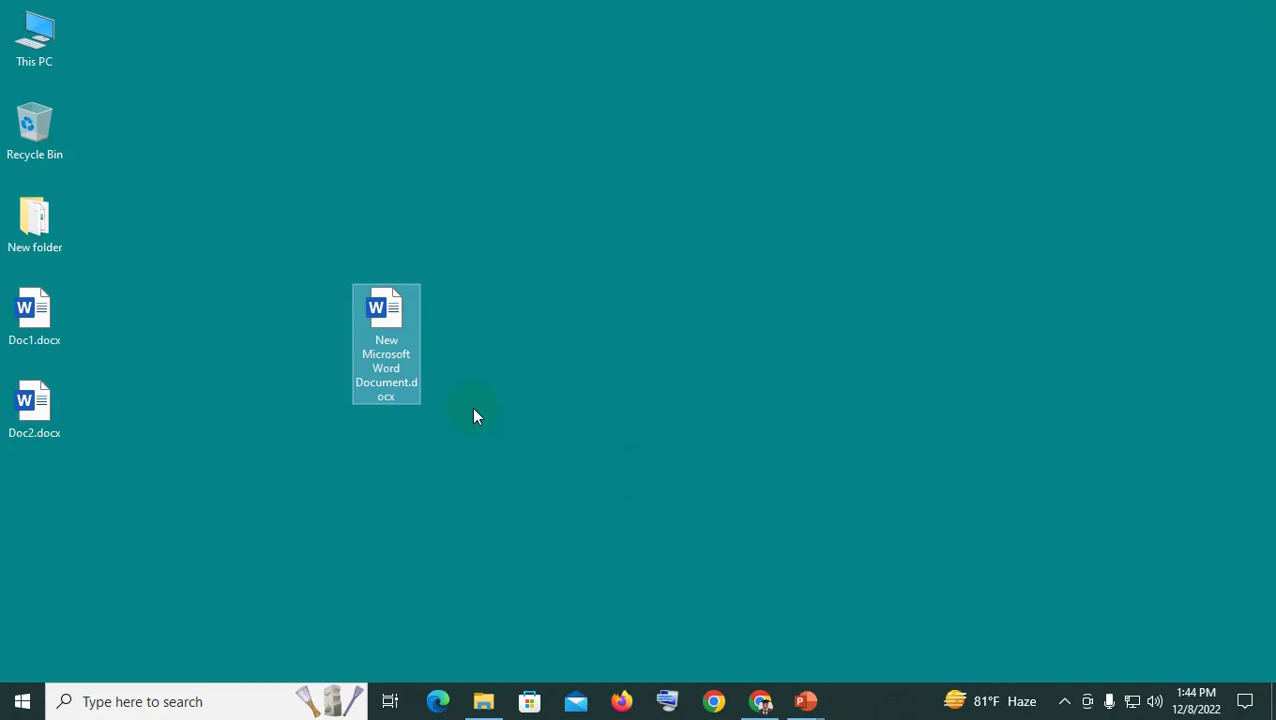 This PC
Recycle Bin
New folder
Doc1.docx
Doc2.docx
New
Microsoft
Word
Document.d
ocx
Type here to search
81°F Haze
1:44 PM
12/8/2022